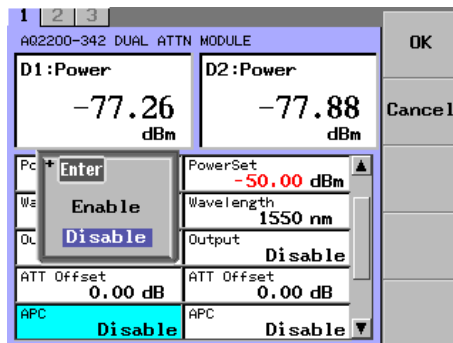 1 2 3
AQ2200-342 DUAL ATTN MODULE
OK
D1:Power
D2:Power
-77.26
-77.88
dBm
dBm
Cancel
Enter
Enable
Disable
PowerSet
-50.00 dBm
Wavelength
1550 nm
Output
Disable
ATT Offset
0.00 dB
ATT Offset
0.00 dB
APC
Disable
APC
Disable